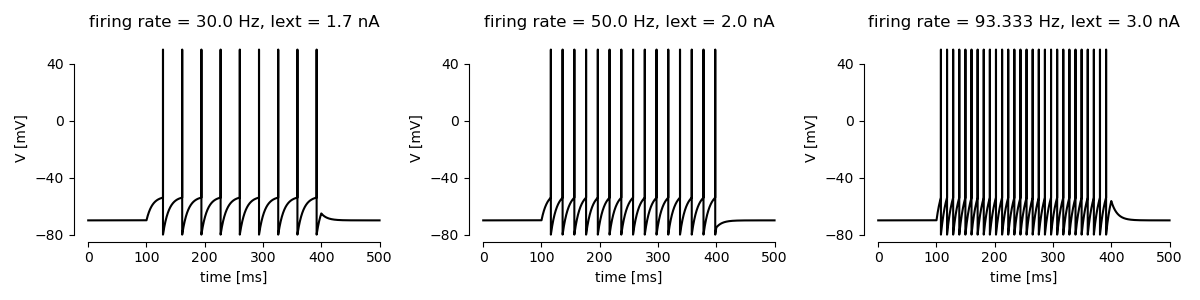 firing rate = 30.0 Hz, Iext = 1.7 nA
40
0
−40
−80
V [mV]
0 100 200 300 400 500
time [ms]
firing rate = 50.0 Hz, Iext = 2.0 nA
40
0
−40
−80
V [mV]
0 100 200 300 400 500
time [ms]
firing rate = 93.333 Hz, Iext = 3.0 nA
40
0
−40
−80
V [mV]
0 100 200 300 400 500
time [ms]